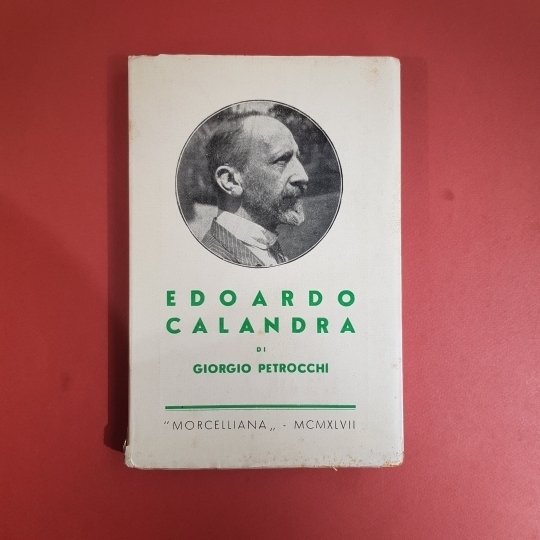 EDOARDO
CALANDRA
DI
GIORGIO PETROCCHI
"MORCELLIANA„ - MCMXLVII